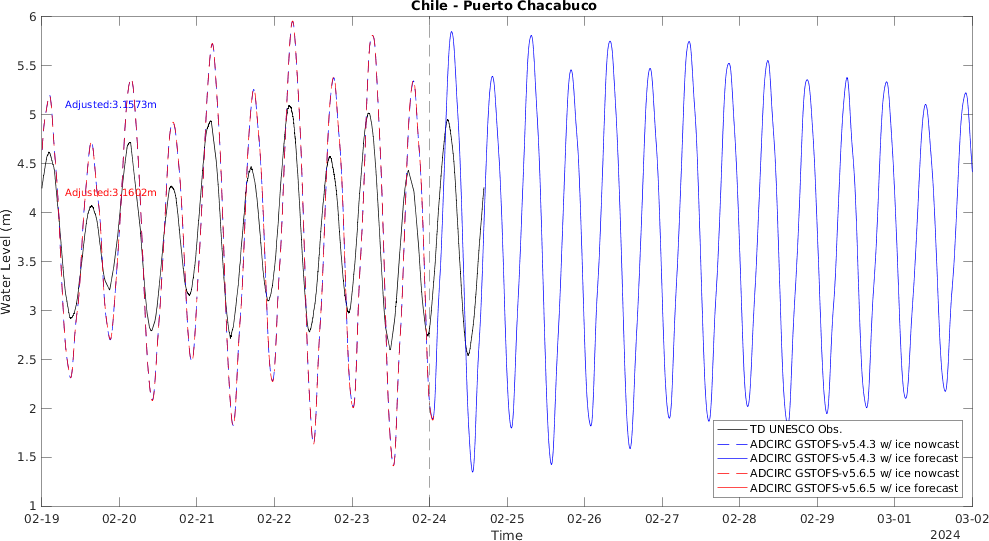 Chile - Puerto Chacabuco
6
5.5
5
4.5
4
3.5
3
2.5
2
1.5
1
Water Level (m)
Adjusted:3.1573m
Adjusted:3.1602m
TD UNESCO Obs.
ADCIRC GSTOFS-v5.4.3 w/ ice nowcast
ADCIRC GSTOFS-v5.4.3 w/ ice forecast
ADCIRC GSTOFS-v5.6.5 w/ ice nowcast
ADCIRC GSTOFS-v5.6.5 w/ ice forecast
02-19 02-20 02-21 02-22 02-23 02-24 02-25 02-26 02-27 02-28 02-29 03-01 03-02
Time
2024